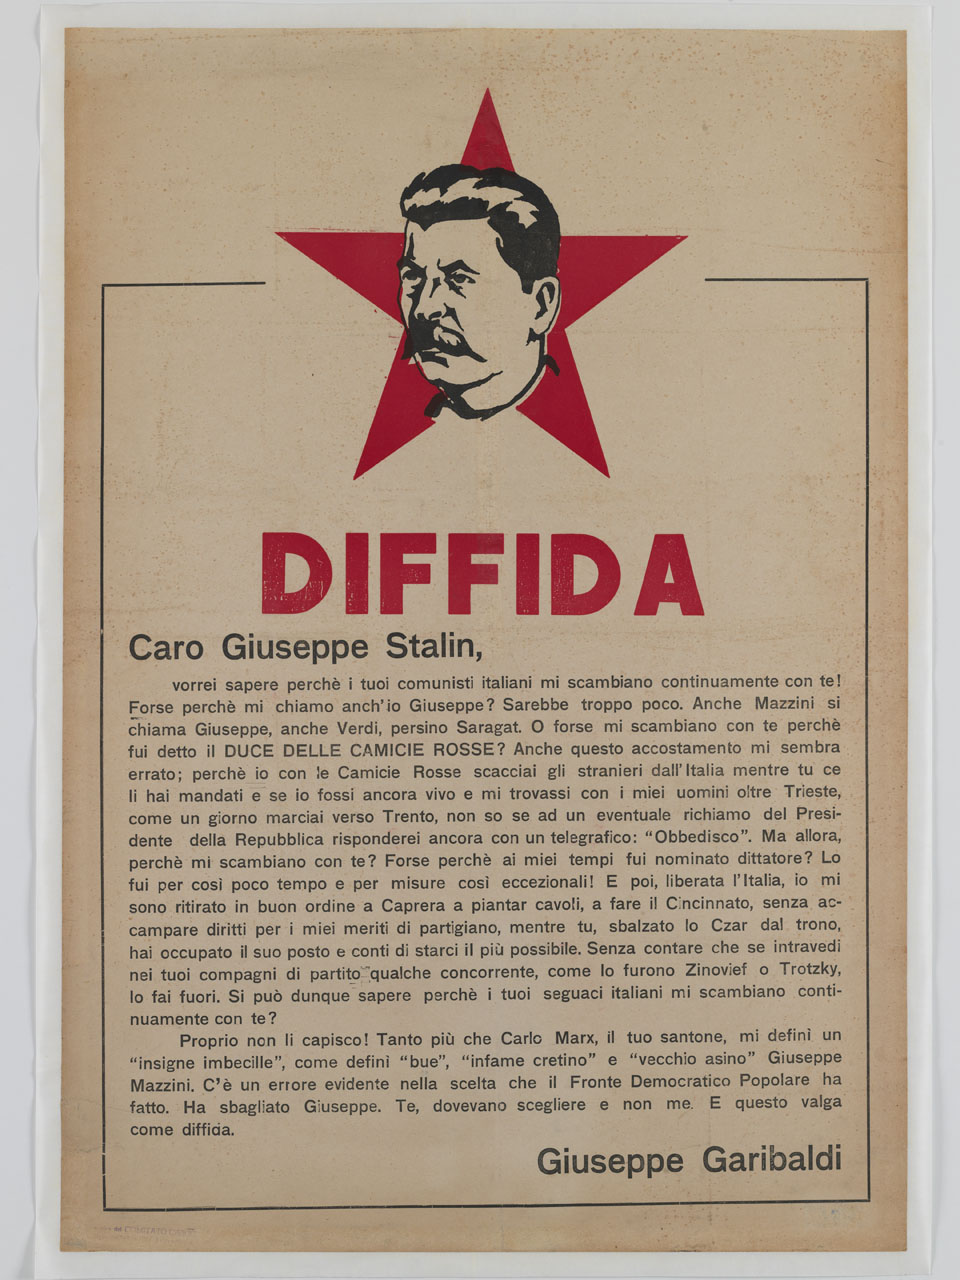 DIFFIDA
Caro Giuseppe Stalin,
vorrei sapere perchè i tuoi comunisti italiani mi scambiano continuamente con te!
Forse perchè mi chiamo anch'io Giuseppe? Sarebbe troppo poco. Anche Mazzini si
chiama Giuseppe, anche Verdi, persino Saragat. O forse mi scambiano con te perchè
fui detto il DUCE DELLE CAMICIE ROSSE? Anche questo accostamento mi sembra
errato; perchè io con le Camicie Rosse scacciai gli stranieri dall'Italia mentre tu ce
li hai mandati e se io fossi ancora vivo e mi trovassi con i miei uomini oltre Trieste,
come un giorno marciai verso Trento, non so se ad un eventuale richiamo del Presi-
dente della Repubblica risponderei ancora con un telegrafico: "Obbedisco". Ma allora,
perchè mi scambiano con te? Forse perchè ai miei tempi fui nominato dittatore? Lo
fui per così poco tempo e per misure così eccezionali! E poi, liberata l'Italia, io mi
sono ritirato in buon ordine a Caprera a piantar cavoli, a fare il Cincinnato, senza ac-
campare diritti per i miei meriti di partigiano, mentre tu, sbalzato lo Czar dal trono,
hai occupato il suo posto e conti di starci il più possibile. Senza contare che se intravedi
nei tuoi compagni di partito qualche concorrente, come lo furono Zinovief o Trotzky,
lo fai fuori. Si può dunque sapere perchè i tuoi seguaci italiani mi scambiano conti-
nuamente con te?
Proprio non li capisco! Tanto più che Carlo Marx, il tuo santone, mi definì un
"insigne imbecille", come definì "bue", "infame cretino" e "vecchio asino" Giuseppe
Mazzini. C'è un errore evidente nella scelta che il Fronte Democratico Popolare ha
fatto. Ha sbagliato Giuseppe. Te, dovevano scegliere e non me. E questo valga
come diffida.
Giuseppe Garibaldi